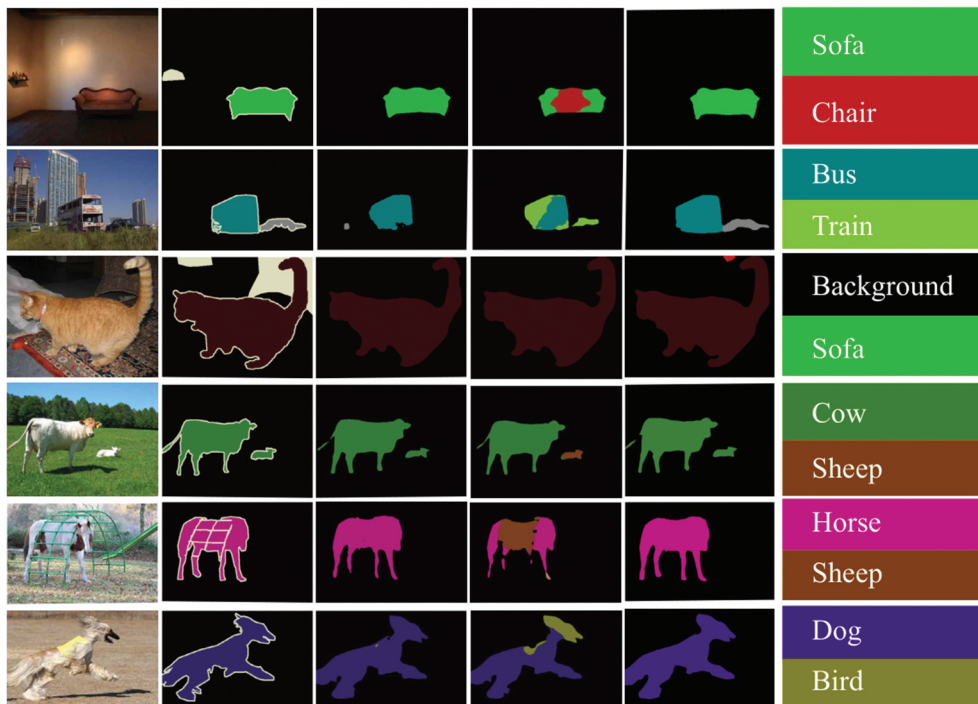 Sofa
Chair
Bus
Train
Background
Sofa
Cow
Sheep
Horse
Sheep
Dog
Bird